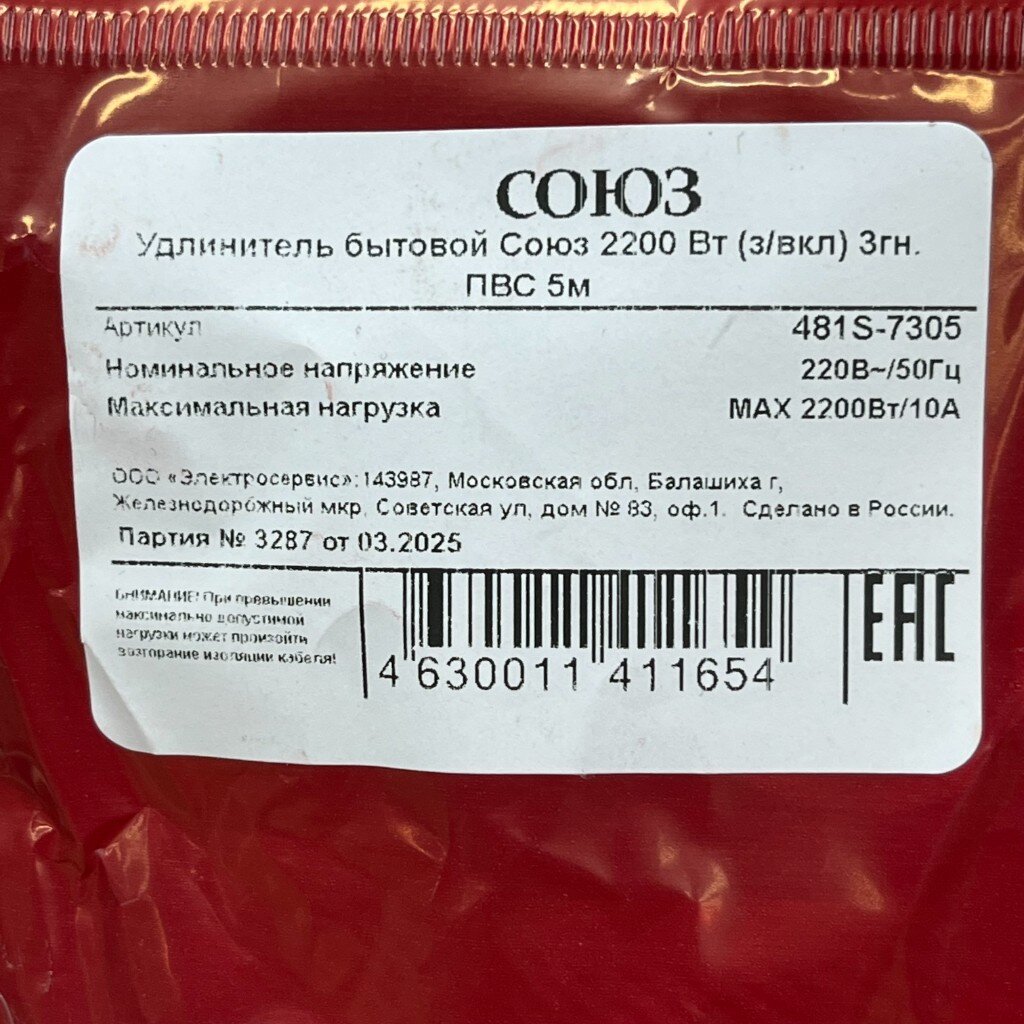 СОЮЗ
Удлинитель бытовой Союз 2200 Вт (з/вкл) 3гн.
ПВС 5м
Артикул 481S-7305
Номинальное напряжение 220В~/50Гц
Максимальная нагрузка MAX 2200Вт/10А
ООО «Электросервис»: 143987, Московская обл, Балашиха г,
Железнодорожный мкр, Советская ул, дом № 83, оф.1. Сделано в России.
Партия № 3287 от 03.2025
ВНИМАНИЕ! При превышении
максимально допустимой
нагрузки может произойти
возгорание изоляции кабеля!
4 630011 411654
EAC